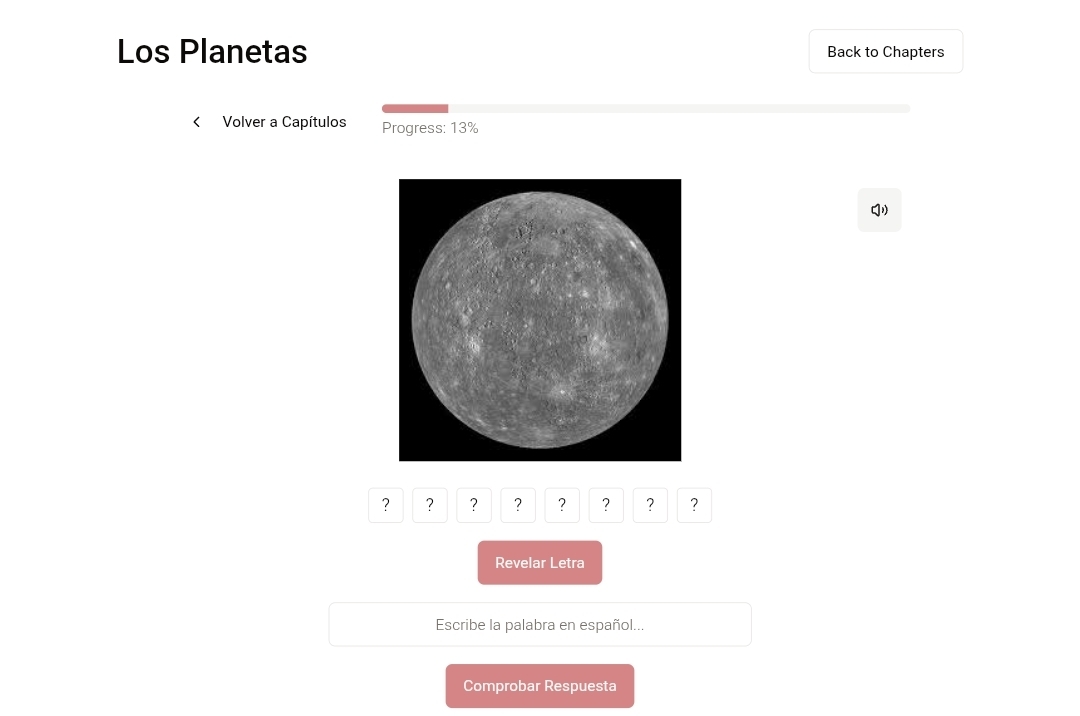 Los Planetas
Back to Chapters
Volver a Capítulos
Progress: 13%
? ? ? ? ? ? ? ?
Revelar Letra
Escribe la palabra en español...
Comprobar Respuesta